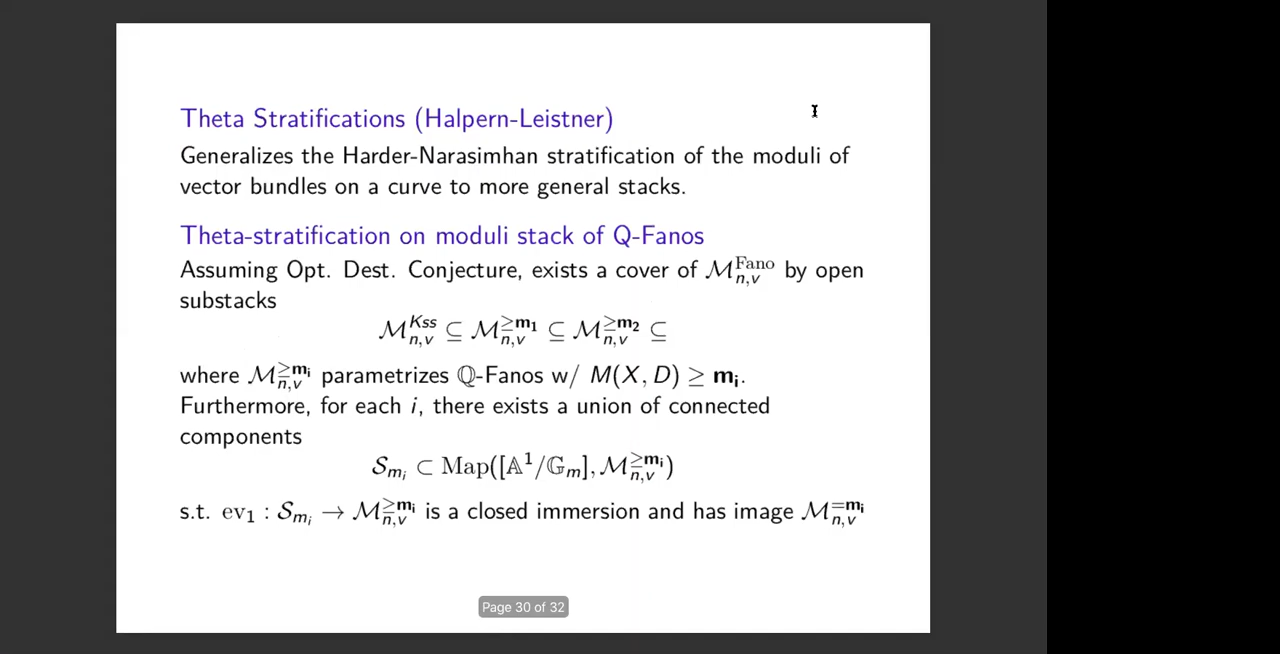 Theta Stratifications (Halpern-Leistner)
Generalizes the Harder-Narasimhan stratification of the moduli of
vector bundles on a curve to more general stacks.
Theta-stratification on moduli stack of Q-Fanos
Assuming Opt. Dest. Conjecture, exists a cover of $\mathcal{M}_{n,v}^{\mathrm{Fano}}$ by open
substacks
$\mathcal{M}_{n,v}^{Kss} \subseteq \mathcal{M}_{n,v}^{\geq \mathbf{m_1}} \subseteq \mathcal{M}_{n,v}^{\geq \mathbf{m_2}} \subseteq$
where $\mathcal{M}_{n,v}^{\geq \mathbf{m_i}}$ parametrizes $\mathbb{Q}$-Fanos w/ $M(X, D) \geq \mathbf{m_i}$.
Furthermore, for each $i$, there exists a union of connected
components
$\mathcal{S}_{m_i} \subset \mathrm{Map}([\mathbb{A}^1/\mathbb{G}_m], \mathcal{M}_{n,v}^{\geq \mathbf{m_i}})$
s.t. $\mathrm{ev}_1 : \mathcal{S}_{m_i} \to \mathcal{M}_{n,v}^{\geq \mathbf{m_i}}$ is a closed immersion and has image $\mathcal{M}_{n,v}^{=\mathbf{m_i}}$
Page 30 of 32